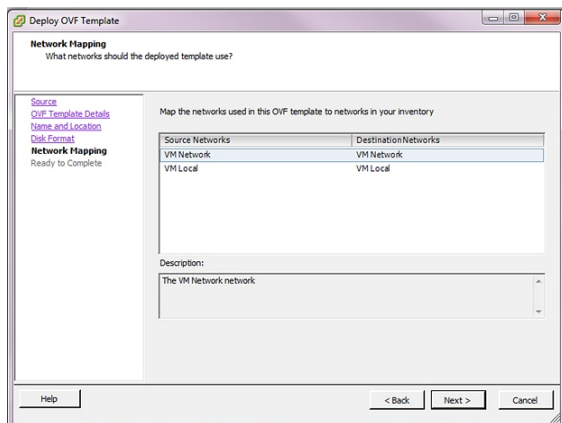 Deploy OVF Template
Network Mapping
What networks should the deployed template use?
Source
OVF Template Details
Name and Location
Disk Format
Network Mapping
Ready to Complete
Map the networks used in this OVF template to networks in your inventory
Source Networks DestinationNetworks
VM Network VM Network
VM Local VM Local
Description:
The VM Network network
Help < Back Next > Cancel